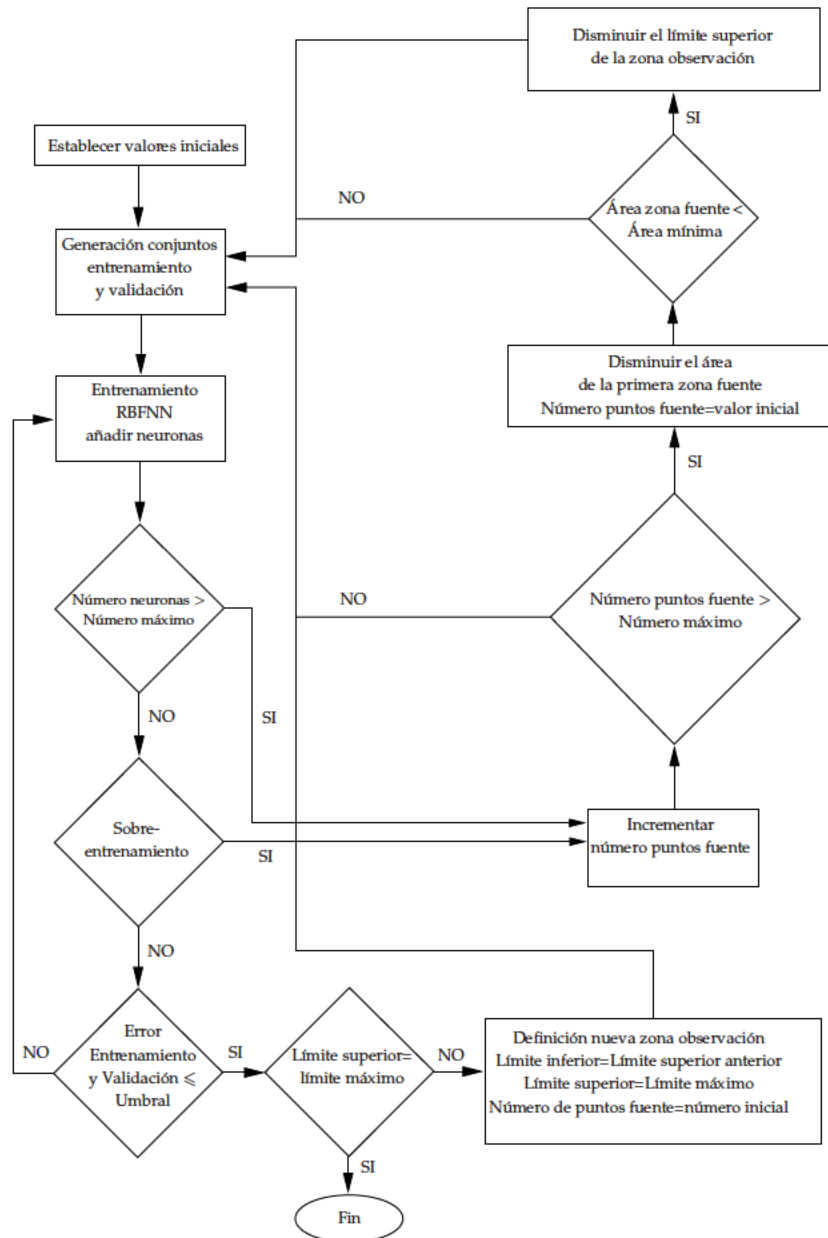 Disminuir el límite superior
de la zona observación
SI
Establecer valores iniciales
NO
Área zona fuente <
Área mínima
Generación conjuntos
entrenamiento
y validación
Disminuir el área
de la primera zona fuente
Número puntos fuente=valor inicial
Entrenamiento
RBFNN
añadir neuronas
SI
Número neuronas >
Número máximo
NO
Número puntos fuente >
Número máximo
NO
SI
Sobre-
entrenamiento
SI
Incrementar
número puntos fuente
NO
Error
Entrenamiento
y Validación ⩽
Umbral
NO
SI
Límite superior=
límite máximo
NO
Definición nueva zona observación
Límite inferior=Límite superior anterior
Límite superior=Límite máximo
Número de puntos fuente=número inicial
SI
Fin